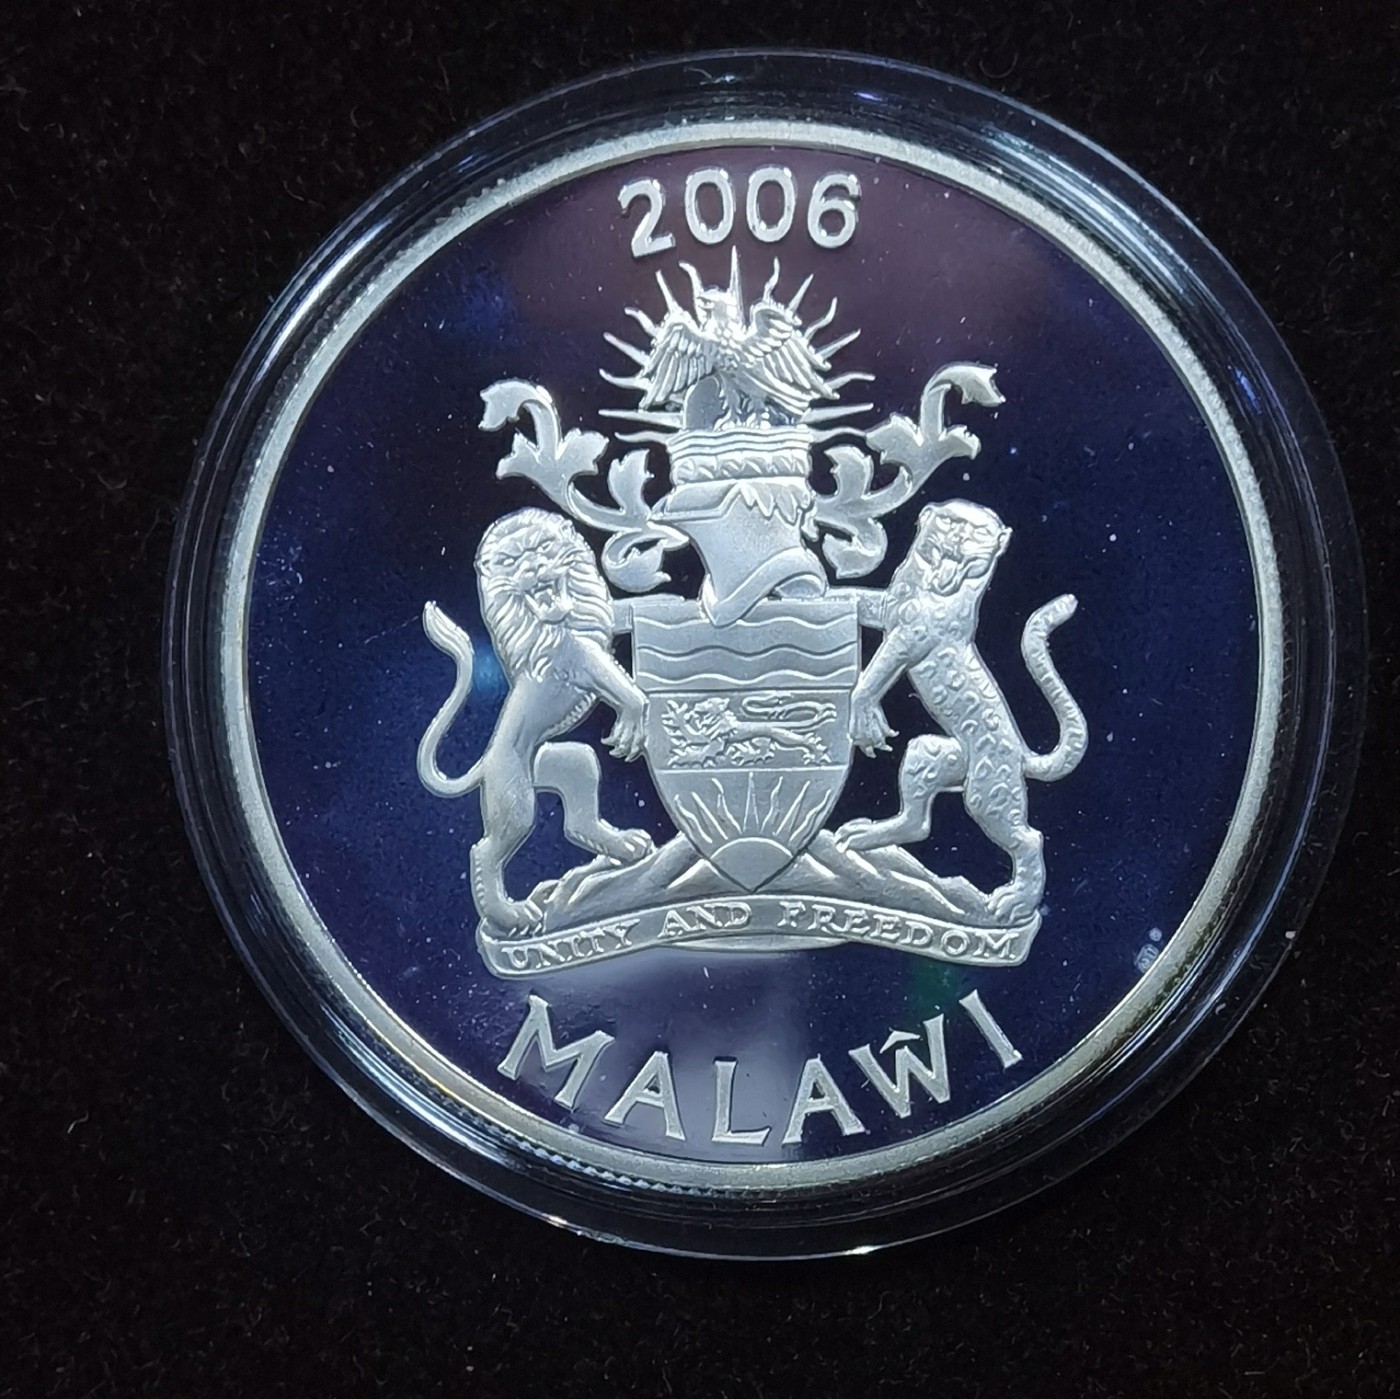 2006
UNITY AND FREEDOM
MALAŴI